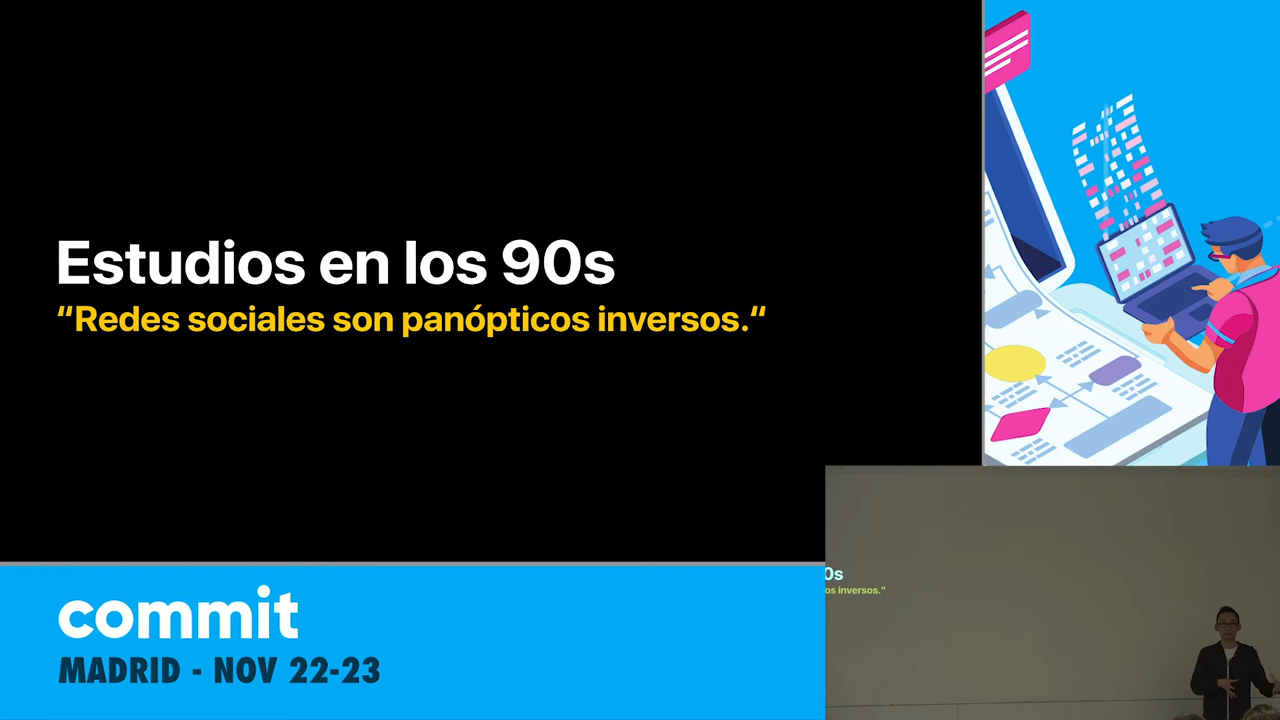 Estudios en los 90s
“Redes sociales son panópticos inversos.“
commit
MADRID - NOV 22-23
0s
os inversos.“